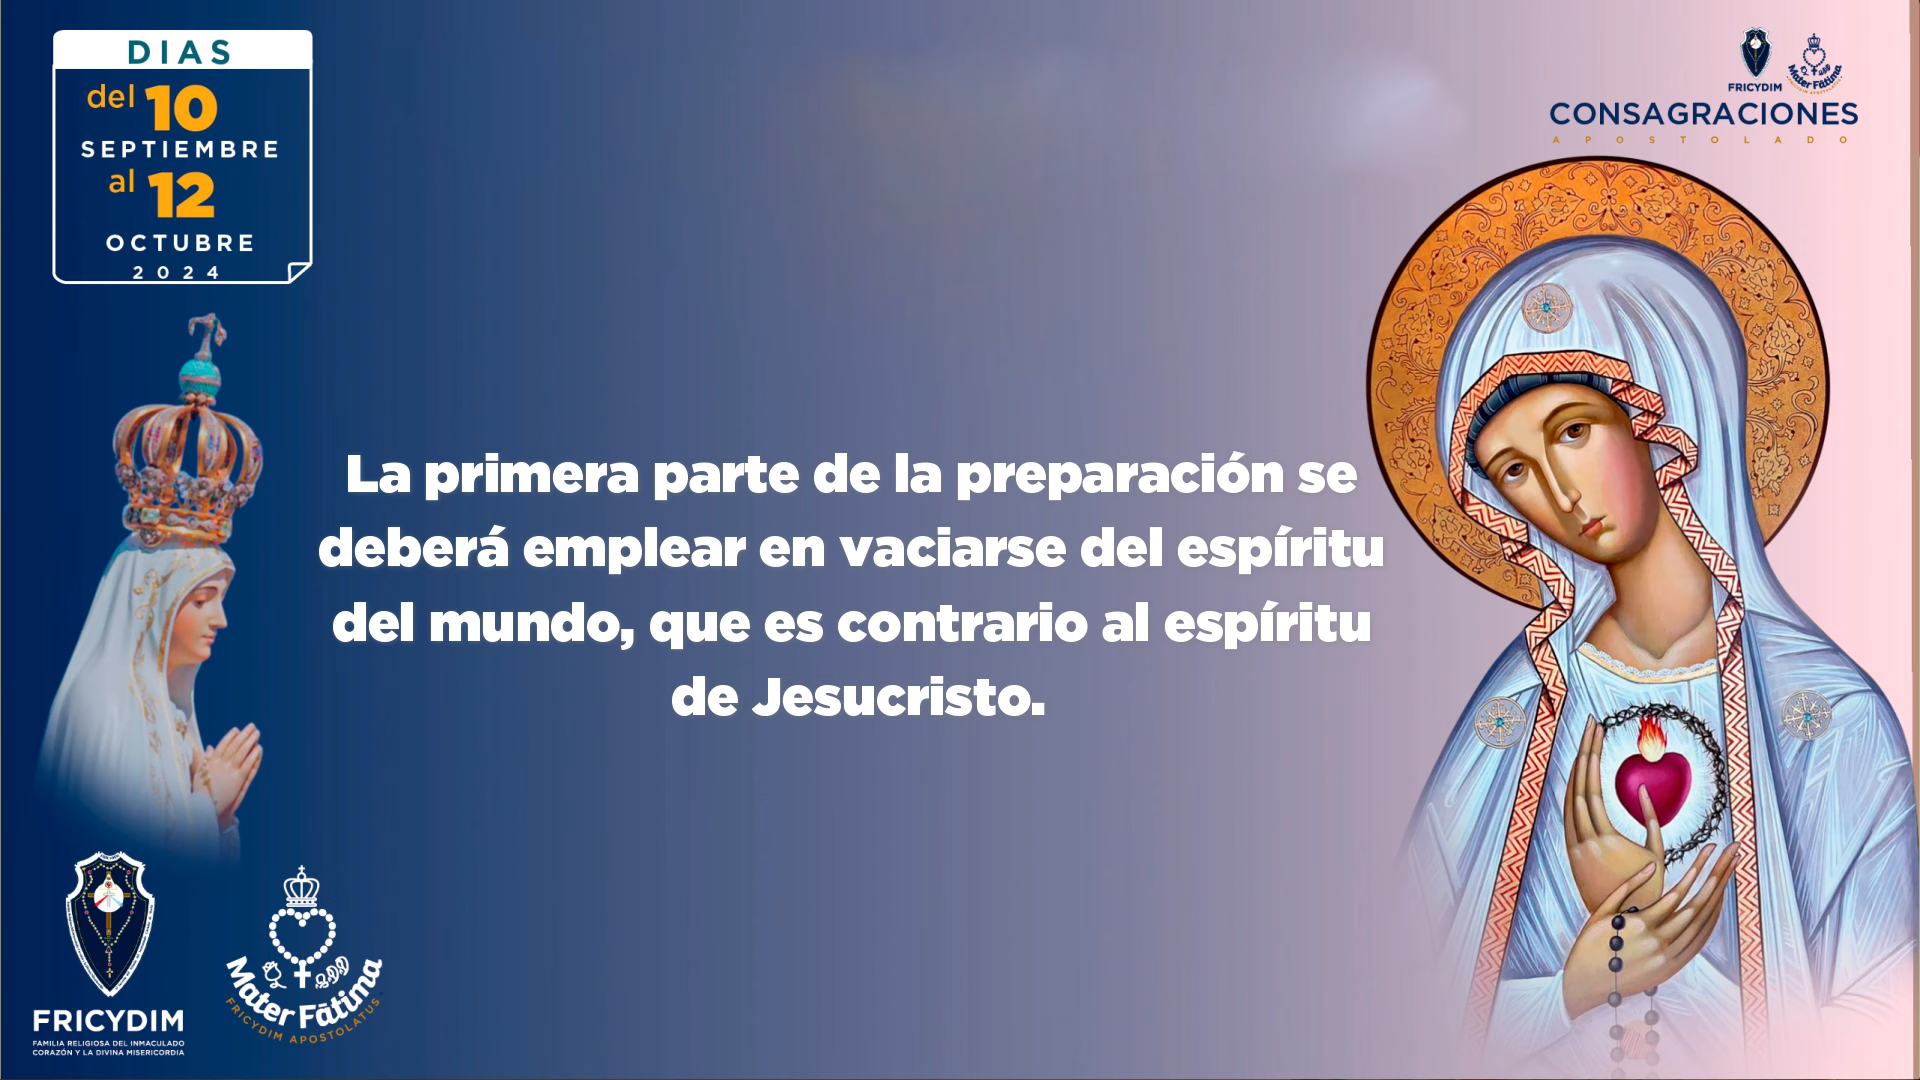 DIAS
del 10
SEPTIEMBRE
al 12
OCTUBRE
2024
FRICYDIM
Mater Fátima
CONSAGRACIONES
APOSTOLADO
La primera parte de la preparación se
deberá emplear en vaciarse del espíritu
del mundo, que es contrario al espíritu
de Jesucristo.
FRICYDIM
FAMILIA RELIGIOSA DEL INMACULADO
CORAZÓN Y LA DIVINA MISERICORDIA
Mater Fātima
FRICYDIM APOSTOLATUS